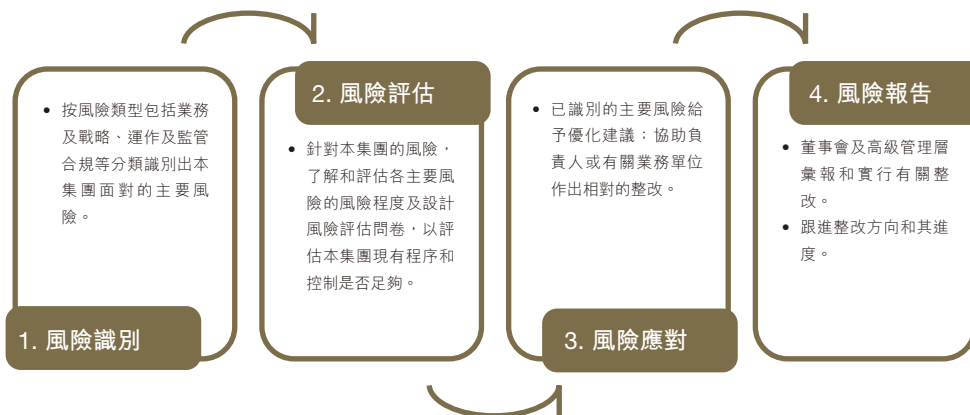 • 按風險類型包括業務
及戰略、運作及監管
合規等分類識別出本
集團面對的主要風
險。
1. 風險識別
2. 風險評估
• 針對本集團的風險，
了解和評估各主要風
險的風險程度及設計
風險評估問卷，以評
估本集團現有程序和
控制是否足夠。
• 已識別的主要風險給
予優化建議；協助負
責人或有關業務單位
作出相對的整改。
3. 風險應對
4. 風險報告
• 董事會及高級管理層
彙報和實行有關整
改。
• 跟進整改方向和其進
度。